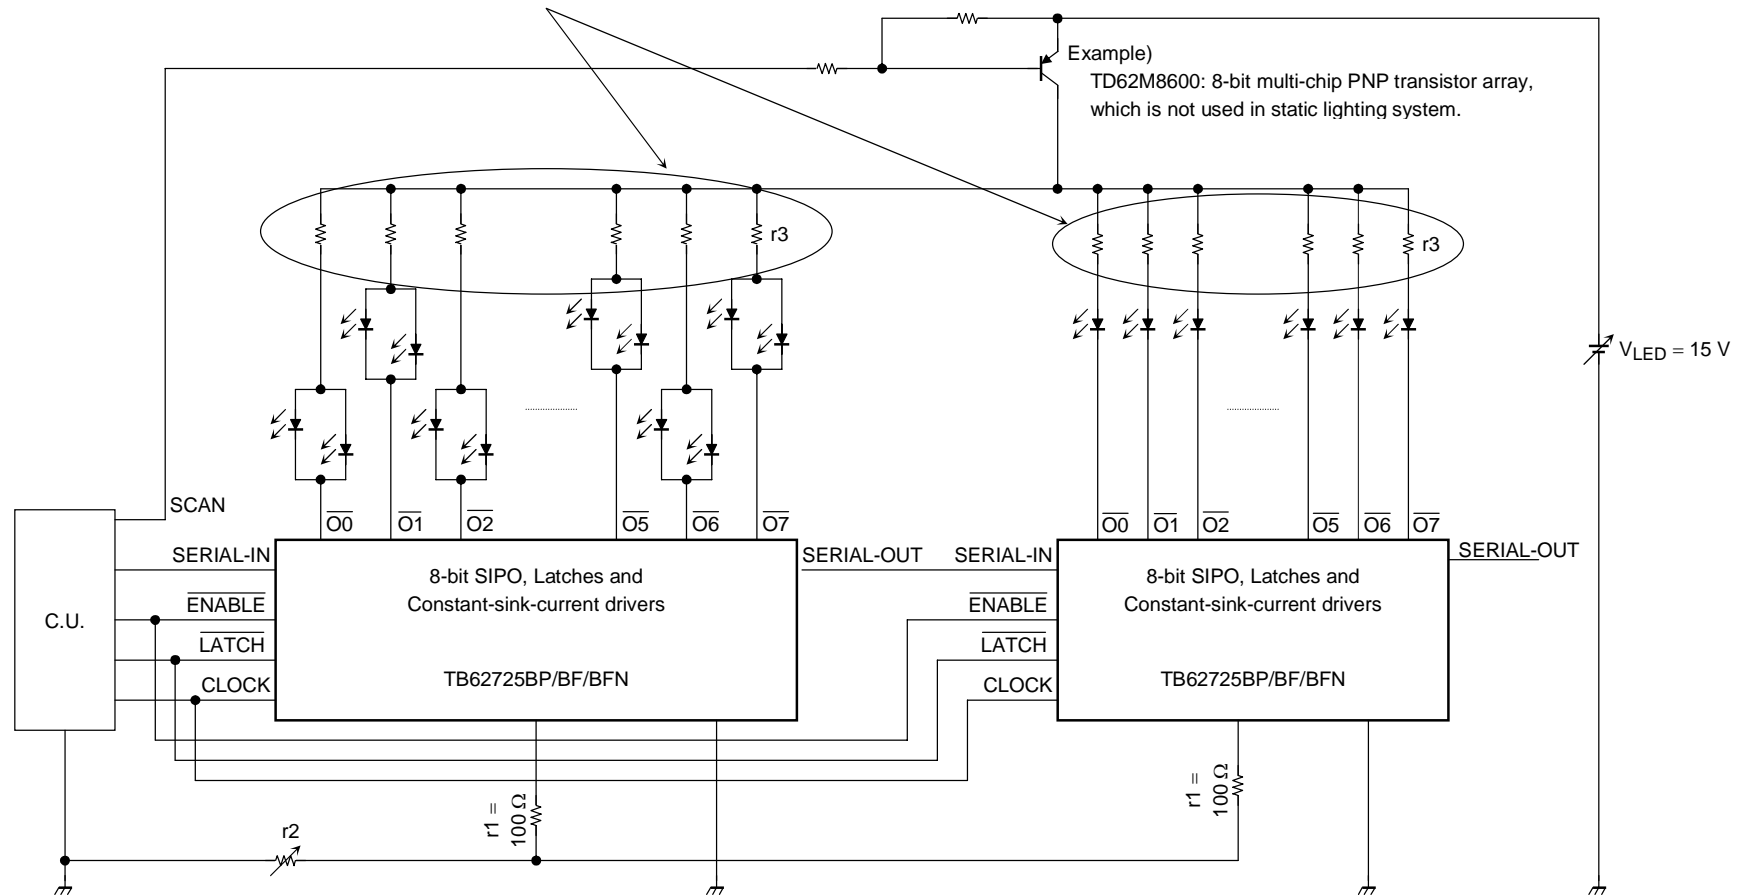 Example)
TD62M8600: 8-bit multi-chip PNP transistor array,
which is not used in static lighting system.
r3
r3
VLED = 15 V
SCAN
O0
O1
O2
O5
O6
O7
O0
O1
O2
O5
O6
O7
C.U.
SERIAL-IN
ENABLE
LATCH
CLOCK
8-bit SIPO, Latches and
Constant-sink-current drivers
TB62725BP/BF/BFN
SERIAL-OUT
SERIAL-IN
ENABLE
LATCH
CLOCK
8-bit SIPO, Latches and
Constant-sink-current drivers
TB62725BP/BF/BFN
SERIAL-OUT
r1 =
100 Ω
r1 =
100 Ω
r2